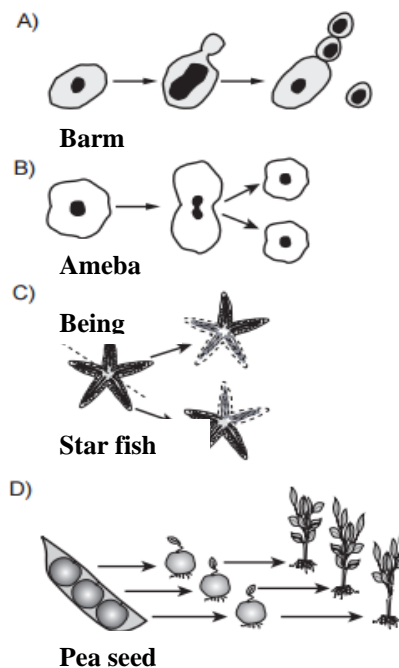 A)
Barm
B)
Ameba
C)
Being
Star fish
D)
Pea seed